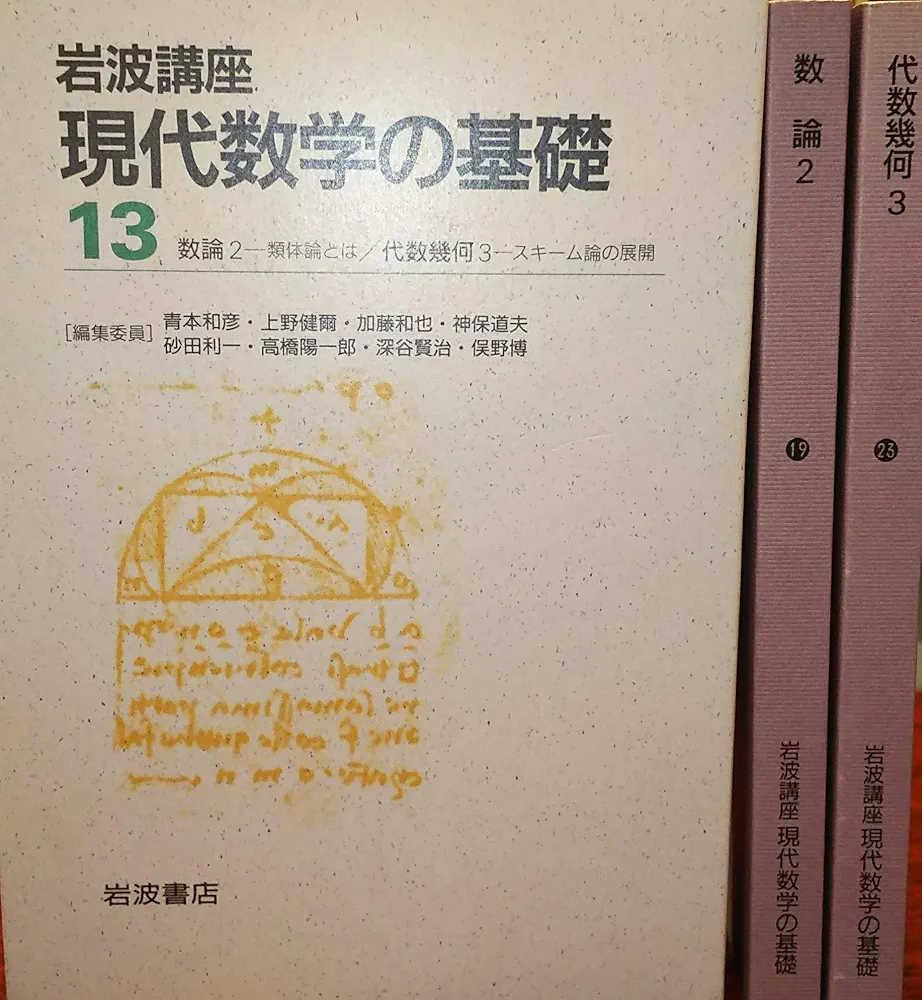 岩波講座
現代数学の基礎
13 数論2―類体論とは／代数幾何3―スキーム論の展開
[編集委員] 青本和彦・上野健爾・加藤和也・神保道夫
砂田利一・高橋陽一郎・深谷賢治・俣野博
岩波書店
数論2
19
岩波講座 現代数学の基礎
代数幾何3
23
岩波講座 現代数学の基礎